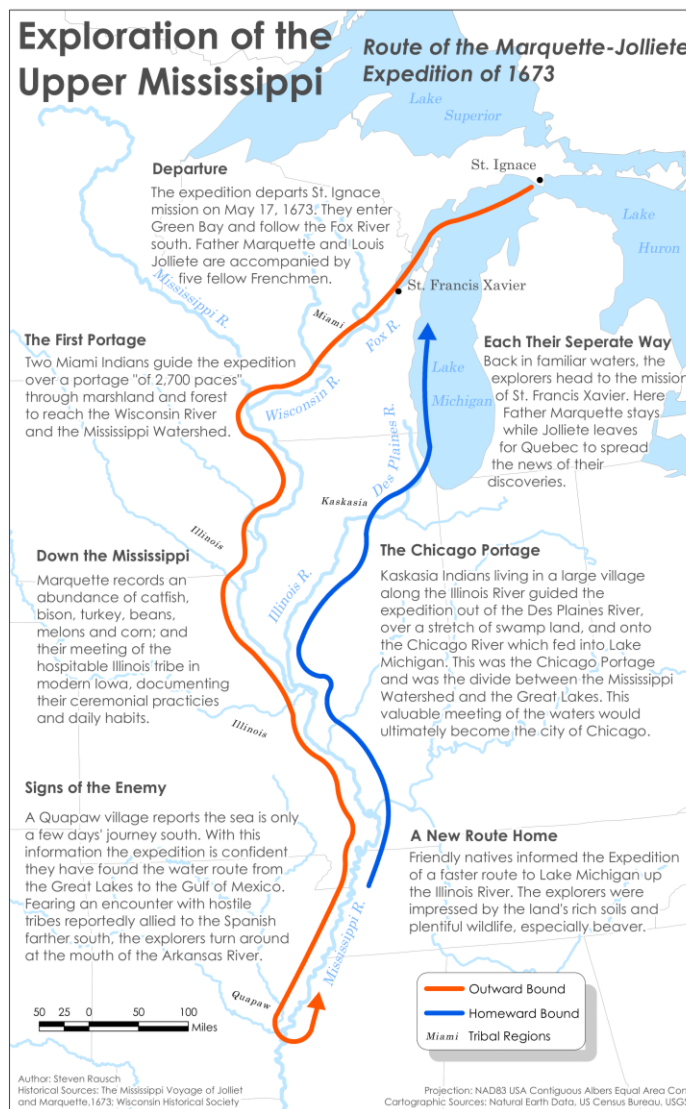 Exploration of the
Upper Mississippi
Route of the Marquette-Jolliete
Expedition of 1673
Lake
Superior
St. Ignace
Departure
The expedition departs St. Ignace
mission on May 17, 1673. They enter
Green Bay and follow the Fox River
south. Father Marquette and Louis
Jolliete are accompanied by
five fellow Frenchmen.
Lake
Huron
Mississippi R.
St. Francis Xavier
Miami
Fox R.
The First Portage
Two Miami Indians guide the expedition
over a portage "of 2,700 paces"
through marshland and forest
to reach the Wisconsin River
and the Mississippi Watershed.
Wisconsin R.
Lake
Michigan
Each Their Seperate Way
Back in familiar waters, the
explorers head to the mission
of St. Francis Xavier. Here
Father Marquette stays
while Jolliete leaves
for Quebec to spread
the news of their
discoveries.
Des Plaines R.
Kaskasia
Illinois
Down the Mississippi
Marquette records an
abundance of catfish,
bison, turkey, beans,
melons and corn; and
their meeting of the
hospitable Illinois tribe in
modern Iowa, documenting
their ceremonial practicies
and daily habits.
Illinois R.
The Chicago Portage
Kaskasia Indians living in a large village
along the Illinois River guided the
expedition out of the Des Plaines River,
over a stretch of swamp land, and onto
the Chicago River which fed into Lake
Michigan. This was the Chicago Portage
and was the divide between the Mississippi
Watershed and the Great Lakes. This
valuable meeting of the waters would
ultimately become the city of Chicago.
Illinois
Signs of the Enemy
A Quapaw village reports the sea is only
a few days' journey south. With this
information the expedition is confident
they have found the water route from
the Great Lakes to the Gulf of Mexico.
Fearing an encounter with hostile
tribes reportedly allied to the Spanish
farther south, the explorers turn around
at the mouth of the Arkansas River.
A New Route Home
Friendly natives informed the Expedition
of a faster route to Lake Michigan up
the Illinois River. The explorers were
impressed by the land's rich soils and
plentiful wildlife, especially beaver.
Mississippi R.
Quapaw
50 25 0 50 100
Miles
Outward Bound
Homeward Bound
Miami Tribal Regions
Author: Steven Rausch
Historical Sources: The Mississippi Voyage of Jolliet
and Marquette,1673; Wisconsin Historical Society
Projection: NAD83 USA Contiguous Albers Equal Area Con
Cartographic Sources: Natural Earth Data, US Census Bureau, USGS